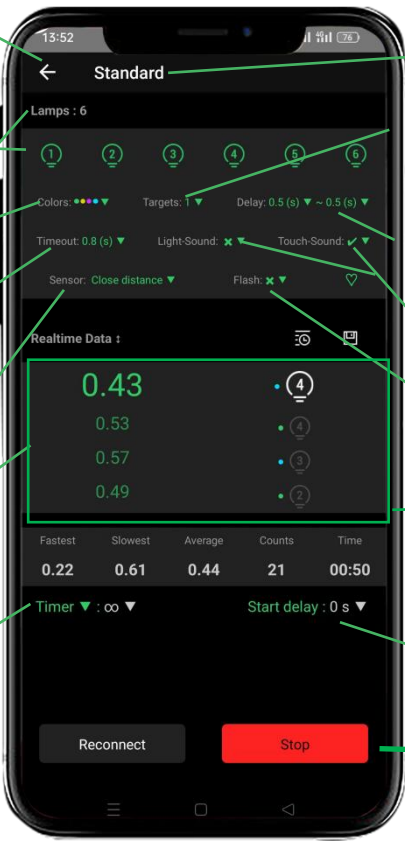 13:52 76
Standard
Lamps : 6
1 2 3 4 5 6
Colors: Targets: 1 ▼ Delay: 0.5 (s) ▼ ~ 0.5 (s) ▼
Timeout: 0.8 (s) ▼ Light-Sound: ✖ ▼ Touch-Sound: ✔ ▼
Sensor: Close distance ▼ Flash: ✖ ▼
Realtime Data ↕
0.43 4
0.53 4
0.57 3
0.49 2
Fastest Slowest Average Counts Time
0.22 0.61 0.44 21 00:50
Timer ▼ : ∞ ▼ Start delay : 0 s ▼
Reconnect Stop